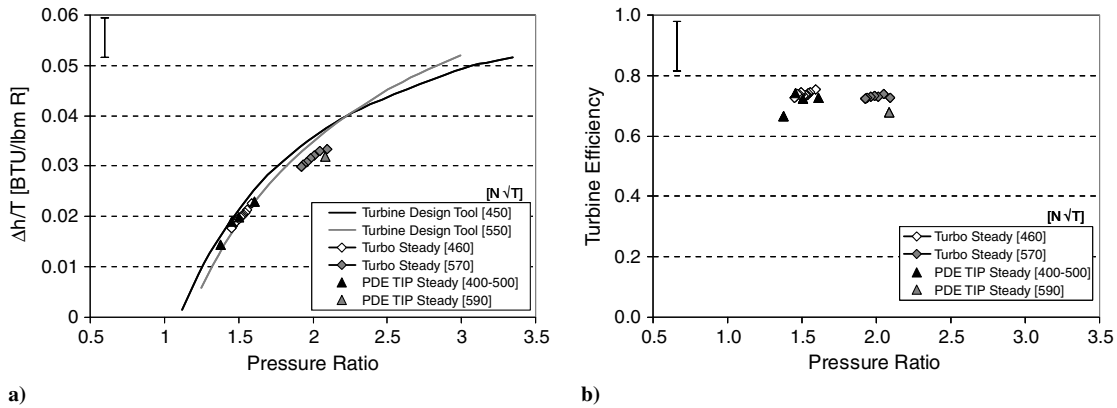 0.06
0.05
0.04
0.03
0.02
0.01
0
0.5
1
1.5
2
2.5
3
3.5
Δh/T [BTU/lbm R]
Pressure Ratio
[N √T]
Turbine Design Tool [450]
Turbine Design Tool [550]
Turbo Steady [460]
Turbo Steady [570]
PDE TIP Steady [400-500]
PDE TIP Steady [590]
a)
1.0
0.8
0.6
0.4
0.2
0.0
0.5
1.0
1.5
2.0
2.5
3.0
3.5
Turbine Efficiency
Pressure Ratio
[N √T]
Turbo Steady [460]
Turbo Steady [570]
PDE TIP Steady [400-500]
PDE TIP Steady [590]
b)